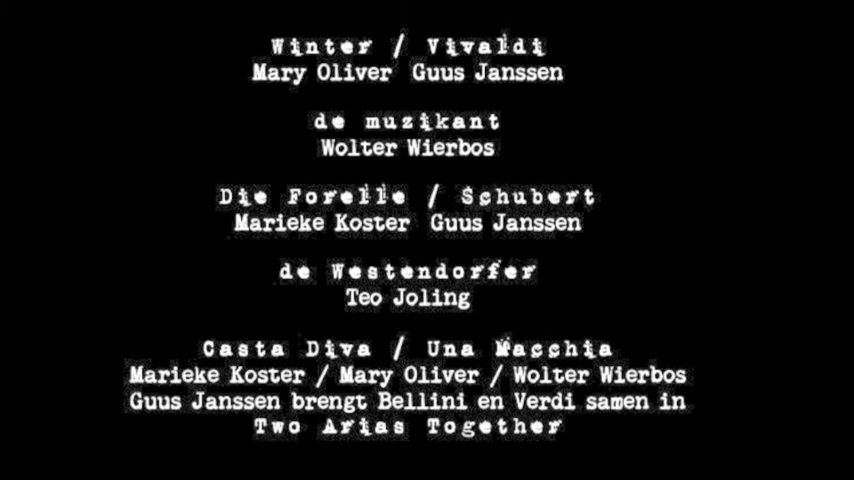 Winter / Vivaldi
Mary Oliver Guus Janssen
de muzikant
Wolter Wierbos
Die Forelle / Schubert
Marieke Koster Guus Janssen
de Westendorfer
Teo Joling
Casta Diva / Una Macchia
Marieke Koster / Mary Oliver / Wolter Wierbos
Guus Janssen brengt Bellini en Verdi samen in
Two Arias Together